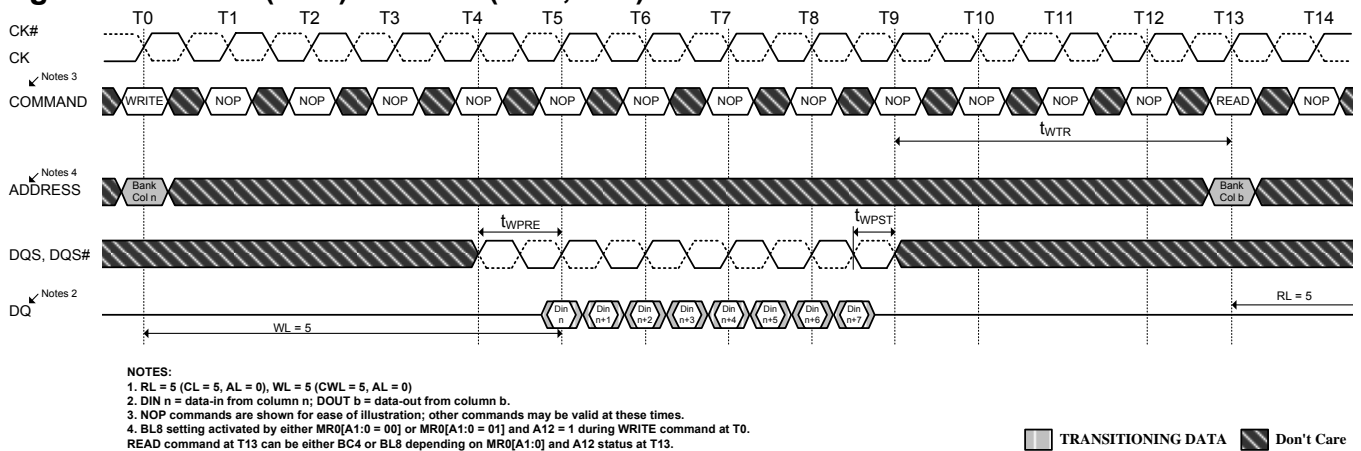 T0 T1 T2 T3 T4 T5 T6 T7 T8 T9 T10 T11 T12 T13 T14
CK#
CK
Notes 3
COMMAND WRITE NOP NOP NOP NOP NOP NOP NOP NOP NOP NOP NOP NOP READ NOP
tWTR
Notes 4
ADDRESS Bank Col n Bank Col b
tWPRE tWPST
DQS, DQS#
Notes 2
DQ Din n Din n+1 Din n+2 Din n+3 Din n+4 Din n+5 Din n+6 Din n+7 RL = 5
WL = 5
NOTES:
1. RL = 5 (CL = 5, AL = 0), WL = 5 (CWL = 5, AL = 0)
2. DIN n = data-in from column n; DOUT b = data-out from column b.
3. NOP commands are shown for ease of illustration; other commands may be valid at these times.
4. BL8 setting activated by either MR0[A1:0 = 00] or MR0[A1:0 = 01] and A12 = 1 during WRITE command at T0.
READ command at T13 can be either BC4 or BL8 depending on MR0[A1:0] and A12 status at T13.
TRANSITIONING DATA Don't Care